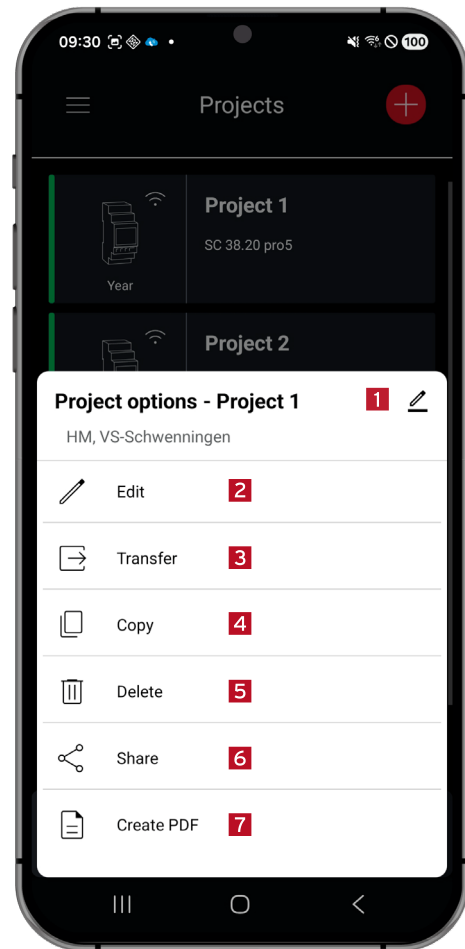 09:30 100
Projects
Project 1
SC 38.20 pro5
Year
Project 2
Project options - Project 1 1
HM, VS-Schwenningen
Edit 2
Transfer 3
Copy 4
Delete 5
Share 6
Create PDF 7